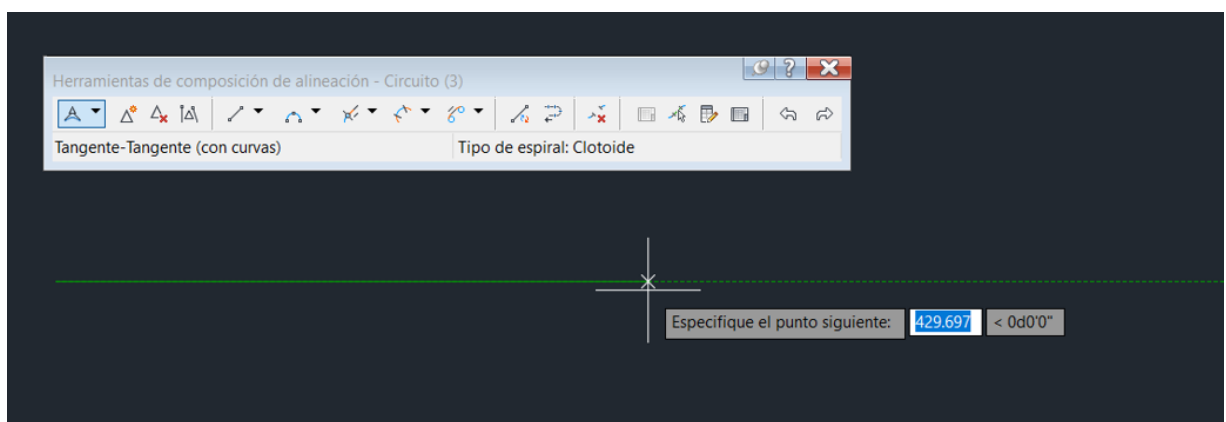 Herramientas de composición de alineación - Circuito (3)
Tangente-Tangente (con curvas) Tipo de espiral: Clotoide
Especifique el punto siguiente: 429.697 < 0d0'0"